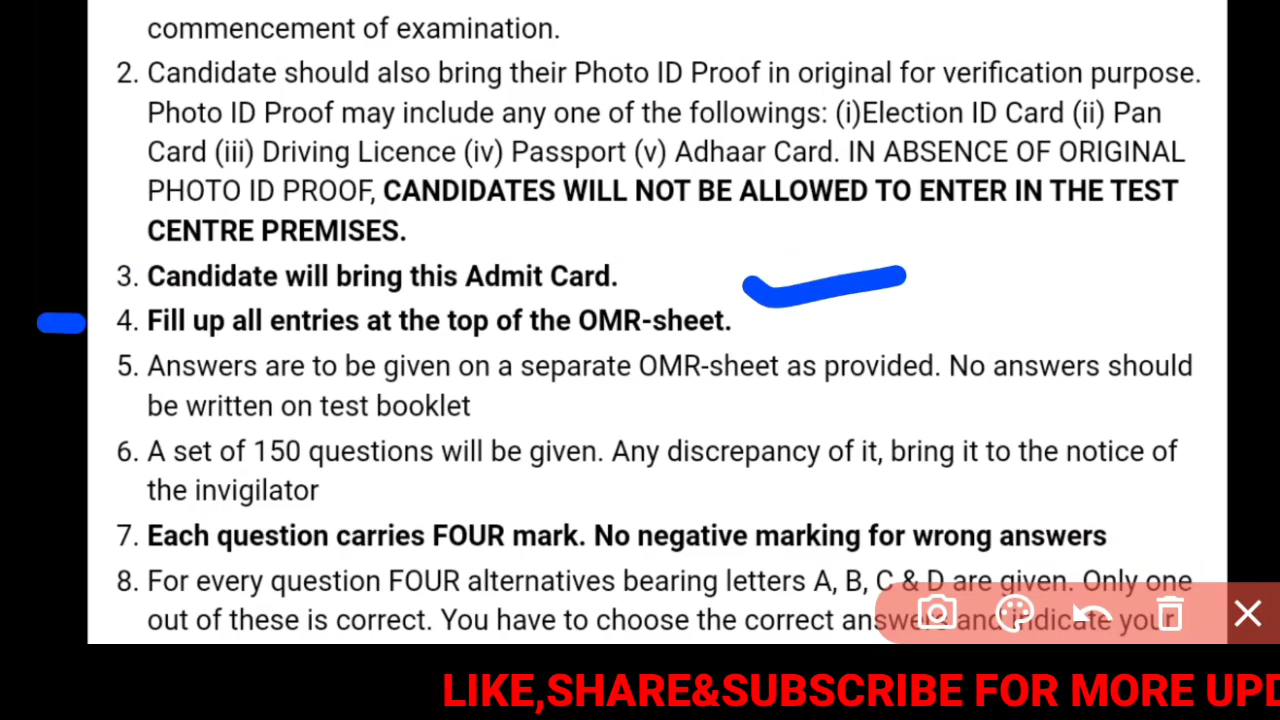 commencement of examination.
2. Candidate should also bring their Photo ID Proof in original for verification purpose.
Photo ID Proof may include any one of the followings: (i)Election ID Card (ii) Pan
Card (iii) Driving Licence (iv) Passport (v) Adhaar Card. IN ABSENCE OF ORIGINAL
PHOTO ID PROOF, CANDIDATES WILL NOT BE ALLOWED TO ENTER IN THE TEST
CENTRE PREMISES.
3. Candidate will bring this Admit Card.
4. Fill up all entries at the top of the OMR-sheet.
5. Answers are to be given on a separate OMR-sheet as provided. No answers should
be written on test booklet
6. A set of 150 questions will be given. Any discrepancy of it, bring it to the notice of
the invigilator
7. Each question carries FOUR mark. No negative marking for wrong answers
8. For every question FOUR alternatives bearing letters A, B, C & D are given. Only one
out of these is correct. You have to choose the correct answers and indicate your
LIKE,SHARE&SUBSCRIBE FOR MORE UPD